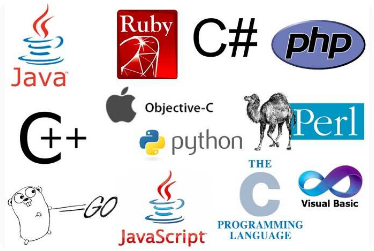 Java
Ruby
C#
php
C++
Objective-C
python
Perl
GO
JavaScript
THE
C
PROGRAMMING
LANGUAGE
Visual Basic